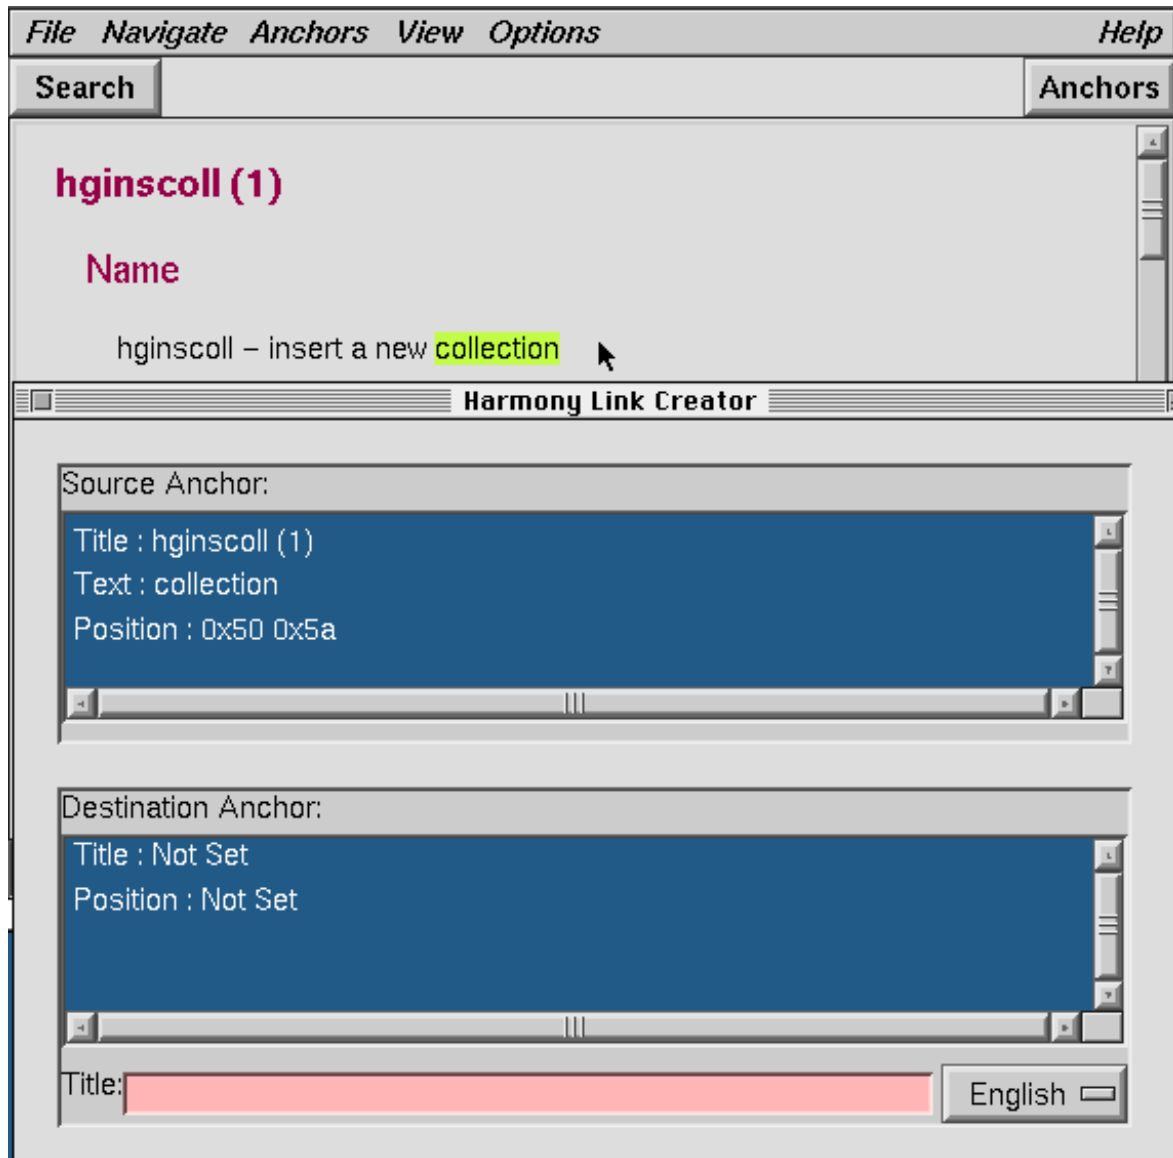 File Navigate Anchors View Options Help
Search Anchors
hginscoll (1)
Name
hginscoll – insert a new collection
Harmony Link Creator
Source Anchor:
Title : hginscoll (1)
Text : collection
Position : 0x50 0x5a
Destination Anchor:
Title : Not Set
Position : Not Set
Title: English